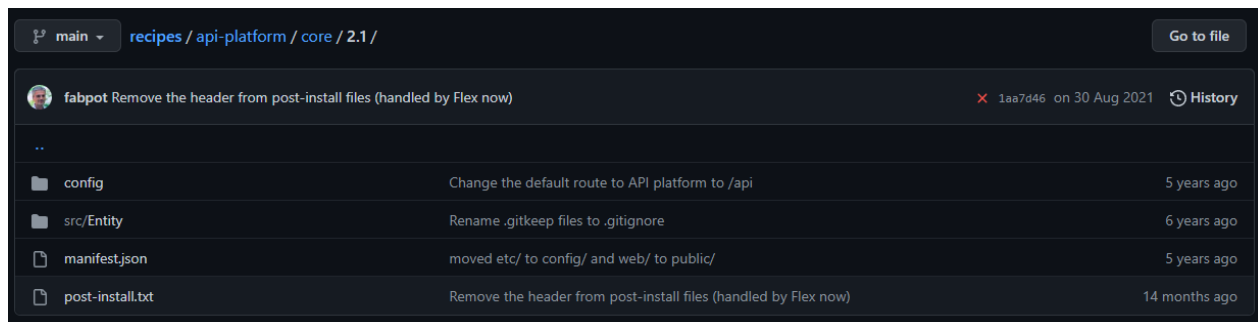 main recipes / api-platform / core / 2.1 / Go to file
fabpot Remove the header from post-install files (handled by Flex now) 1aa7d46 on 30 Aug 2021 History
..
config Change the default route to API platform to /api 5 years ago
src/Entity Rename .gitkeep files to .gitignore 6 years ago
manifest.json moved etc/ to config/ and web/ to public/ 5 years ago
post-install.txt Remove the header from post-install files (handled by Flex now) 14 months ago